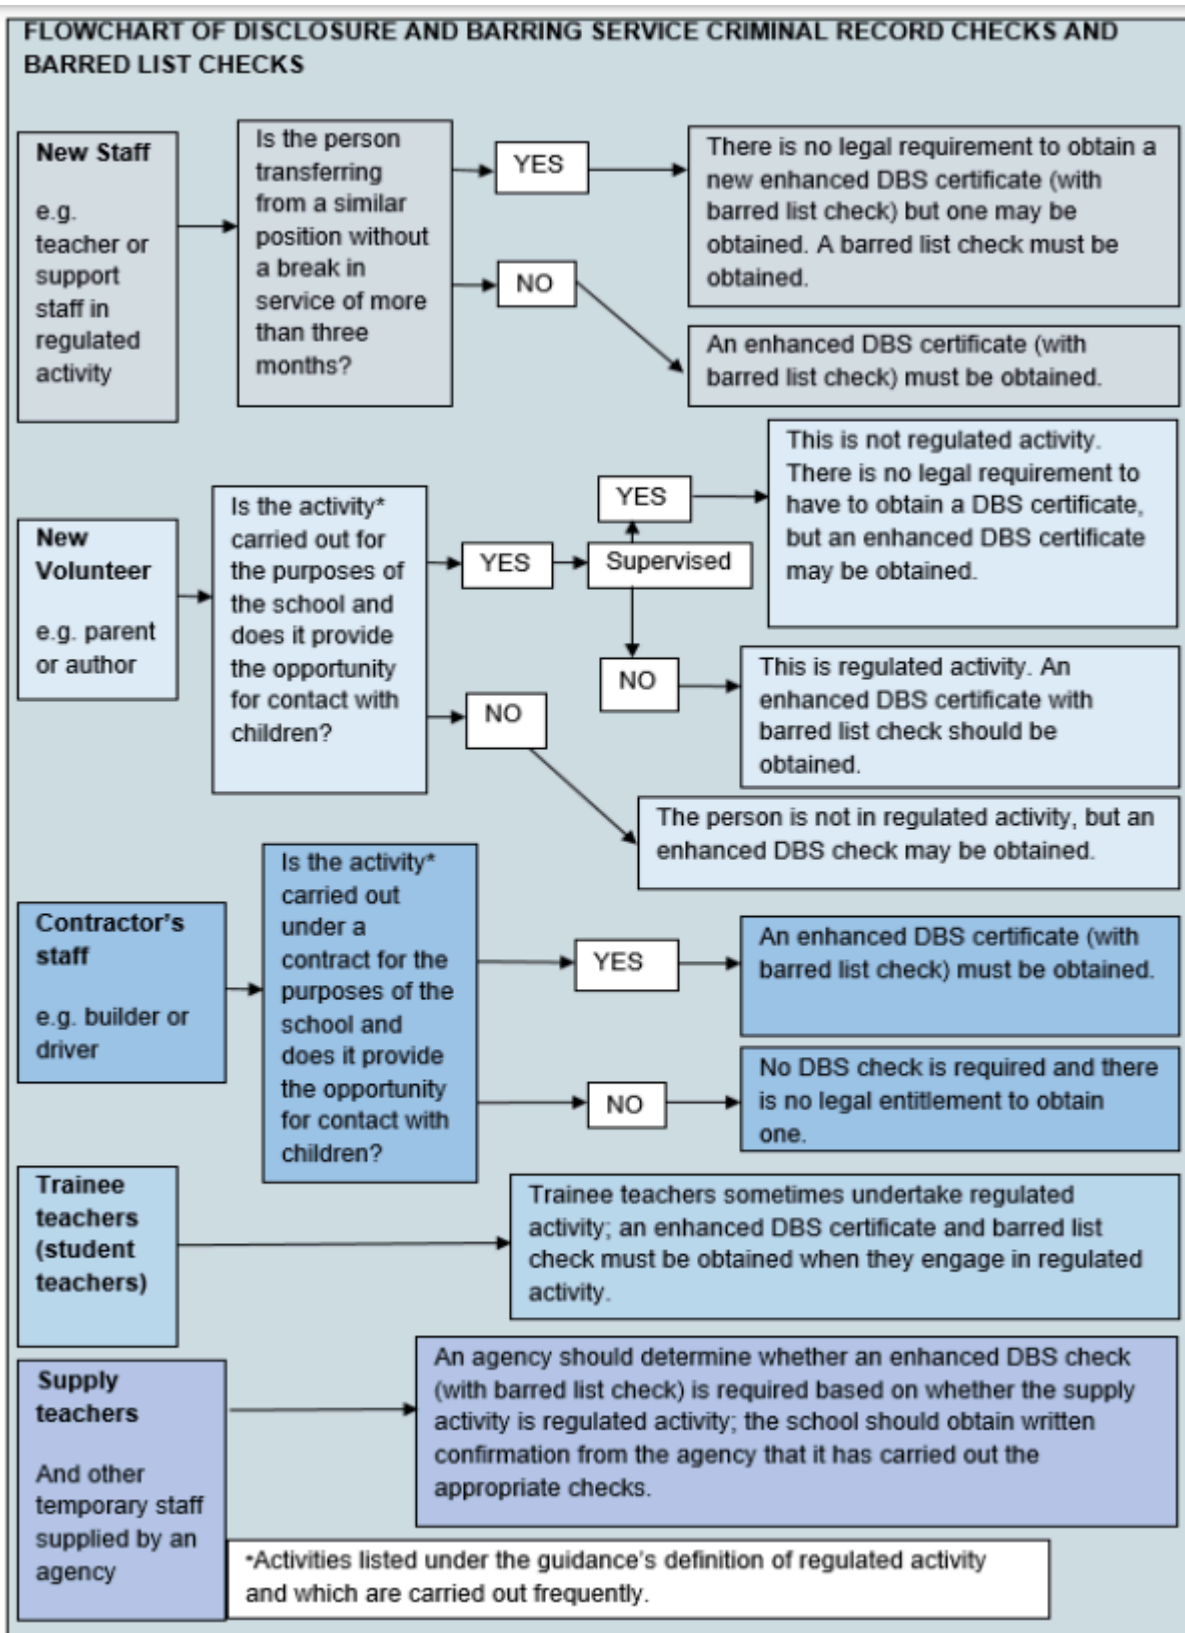 FLOWCHART OF DISCLOSURE AND BARRING SERVICE CRIMINAL RECORD CHECKS AND
BARRED LIST CHECKS
New Staff
e.g.
teacher or
support
staff in
regulated
activity
Is the person
transferring
from a similar
position without
a break in
service of more
than three
months?
YES
There is no legal requirement to obtain a
new enhanced DBS certificate (with
barred list check) but one may be
obtained. A barred list check must be
obtained.
NO
An enhanced DBS certificate (with
barred list check) must be obtained.
New
Volunteer
e.g. parent
or author
Is the activity*
carried out for
the purposes of
the school and
does it provide
the opportunity
for contact with
children?
YES
Supervised
YES
This is not regulated activity.
There is no legal requirement to
have to obtain a DBS certificate,
but an enhanced DBS certificate
may be obtained.
NO
This is regulated activity. An
enhanced DBS certificate with
barred list check should be
obtained.
NO
The person is not in regulated activity, but an
enhanced DBS check may be obtained.
Contractor's
staff
e.g. builder or
driver
Is the activity*
carried out
under a
contract for the
purposes of the
school and
does it provide
the opportunity
for contact with
children?
YES
An enhanced DBS certificate (with
barred list check) must be obtained.
NO
No DBS check is required and there
is no legal entitlement to obtain
one.
Trainee
teachers
(student
teachers)
Trainee teachers sometimes undertake regulated
activity; an enhanced DBS certificate and barred list
check must be obtained when they engage in regulated
activity.
Supply
teachers
And other
temporary staff
supplied by an
agency
An agency should determine whether an enhanced DBS check
(with barred list check) is required based on whether the supply
activity is regulated activity; the school should obtain written
confirmation from the agency that it has carried out the
appropriate checks.
*Activities listed under the guidance's definition of regulated activity
and which are carried out frequently.